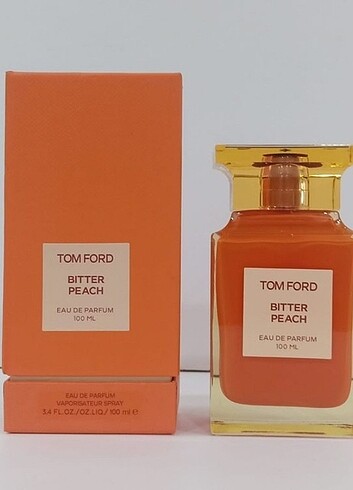 TOM FORD
BITTER
PEACH
EAU DE PARFUM
100 ML
EAU DE PARFUM
VAPORISATEUR SPRAY
3.4 FL.OZ./OZ.LIQ./100 ml ℮
TOM FORD
BITTER
PEACH
EAU DE PARFUM
100 ML